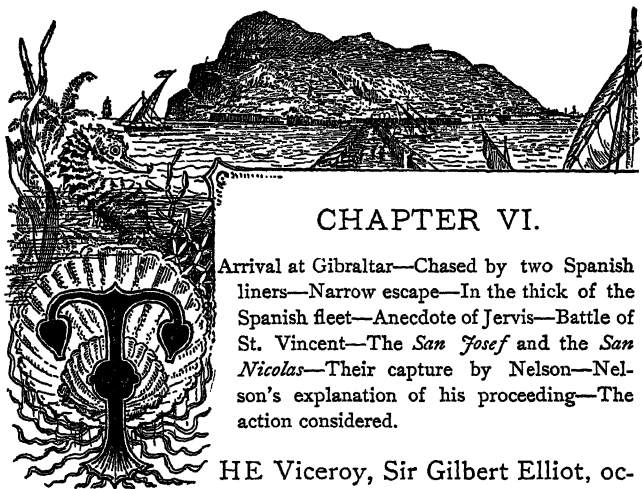 CHAPTER VI.
Arrival at Gibraltar—Chased by two Spanish
liners—Narrow escape—In the thick of the
Spanish fleet—Anecdote of Jervis—Battle of
St. Vincent—The San Josef and the San
Nicolas—Their capture by Nelson—Nel-
son's explanation of his proceeding—The
action considered.
THE Viceroy, Sir Gilbert Elliot, oc-